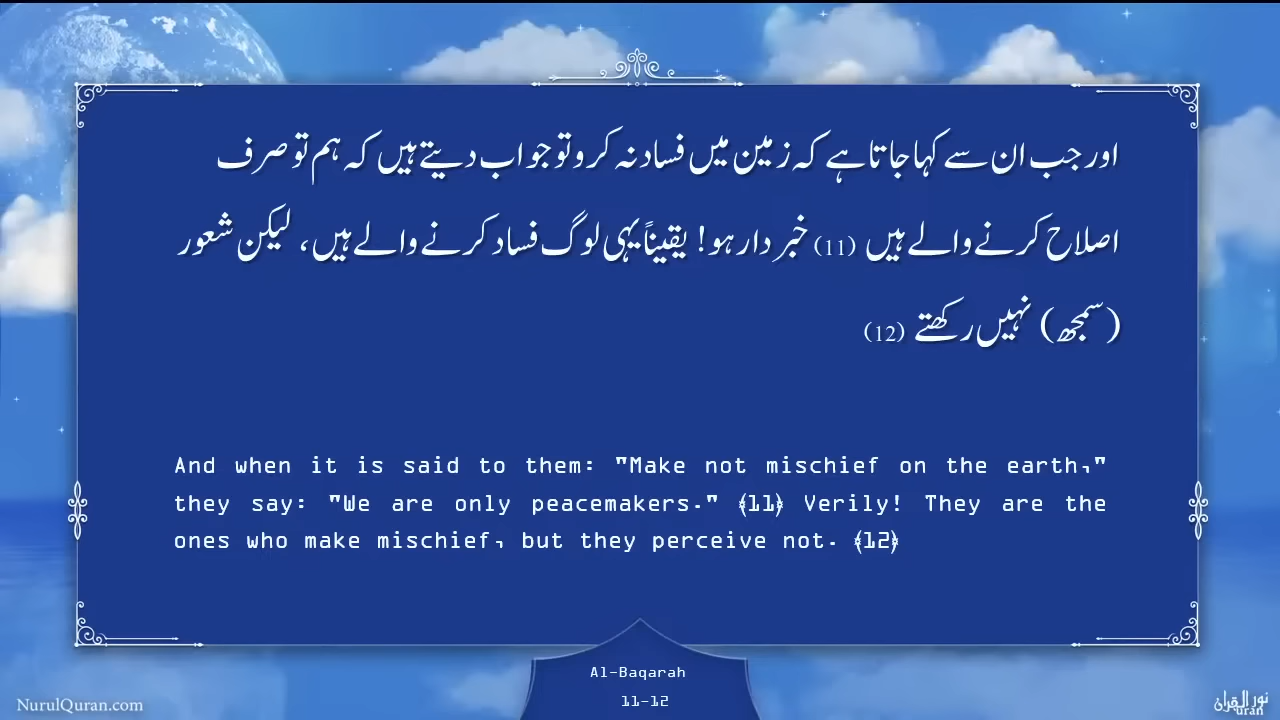 اور جب ان سے کہا جاتا ہے کہ زمین میں فساد نہ کرو تو جواب دیتے ہیں کہ ہم تو صرف
اصلاح کرنے والے ہیں (11) خبردار ہو! یقیناً یہی لوگ فساد کرنے والے ہیں، لیکن شعور
(سمجھ) نہیں رکھتے (12)
And when it is said to them: "Make not mischief on the earth,"
they say: "We are only peacemakers." ﴾11﴿ Verily! They are the
ones who make mischief, but they perceive not. ﴾12﴿
Al-Baqarah
11-12
NurulQuran.com
نور القرآن